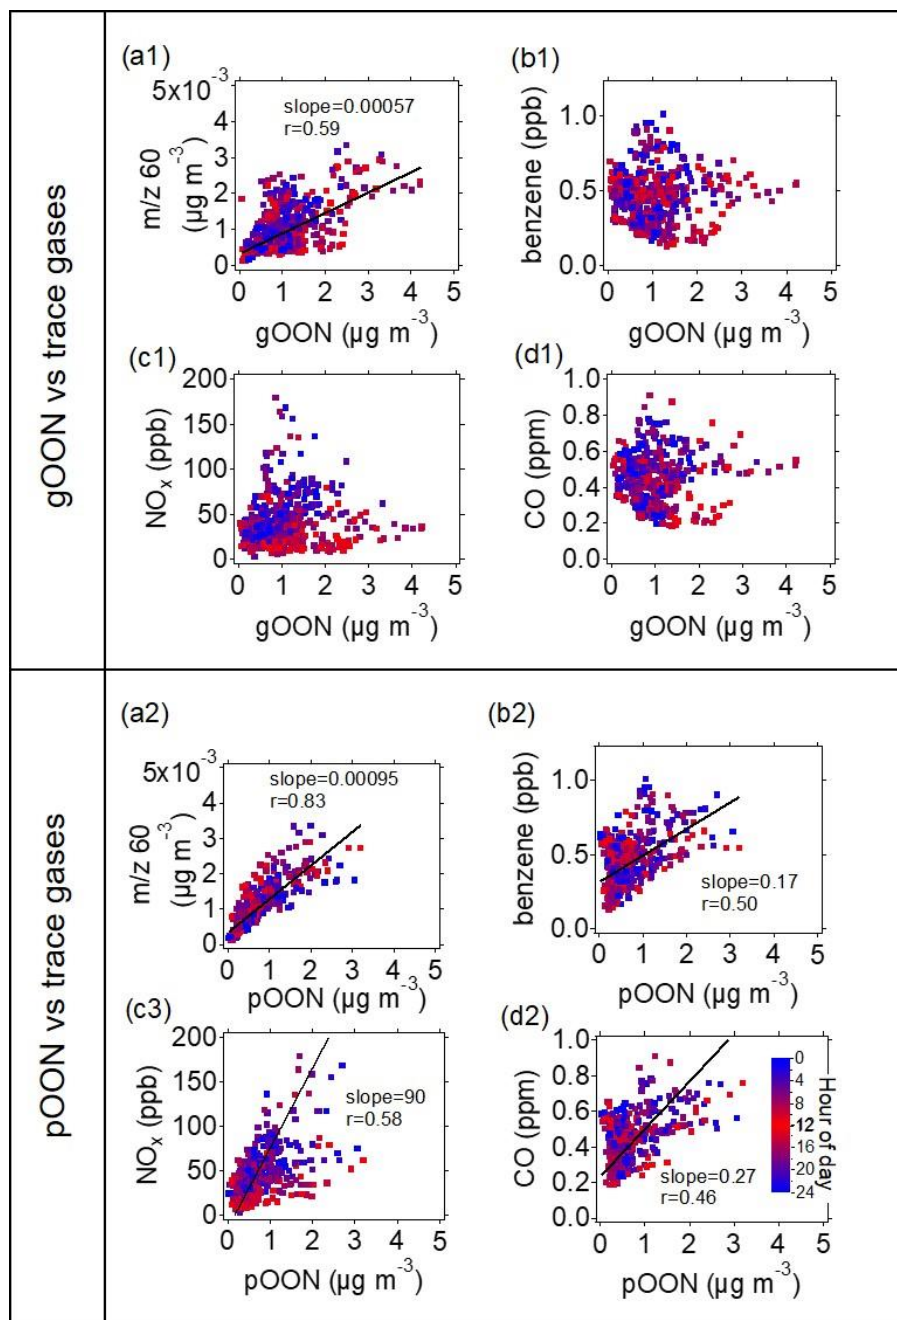 gOON vs trace gases
(a1)
5x10⁻³
4
3
2
1
0
m/z 60
(µg m⁻³)
slope=0.00057
r=0.59
0 1 2 3 4 5
gOON (µg m⁻³)
(b1)
1.0
0.5
0.0
benzene (ppb)
0 1 2 3 4 5
gOON (µg m⁻³)
(c1)
200
150
100
50
0
NOₓ (ppb)
0 1 2 3 4 5
gOON (µg m⁻³)
(d1)
1.0
0.8
0.6
0.4
0.2
0.0
CO (ppm)
0 1 2 3 4 5
gOON (µg m⁻³)
pOON vs trace gases
(a2)
5x10⁻³
4
3
2
1
0
m/z 60
(µg m⁻³)
slope=0.00095
r=0.83
0 1 2 3 4 5
pOON (µg m⁻³)
(b2)
1.0
0.5
0.0
benzene (ppb)
slope=0.17
r=0.50
0 1 2 3 4 5
pOON (µg m⁻³)
(c3)
200
150
100
50
0
NOₓ (ppb)
slope=90
r=0.58
0 1 2 3 4 5
pOON (µg m⁻³)
(d2)
1.0
0.8
0.6
0.4
0.2
0.0
CO (ppm)
slope=0.27
r=0.46
0
4
8
12
16
20
24
Hour of day
0 1 2 3 4 5
pOON (µg m⁻³)